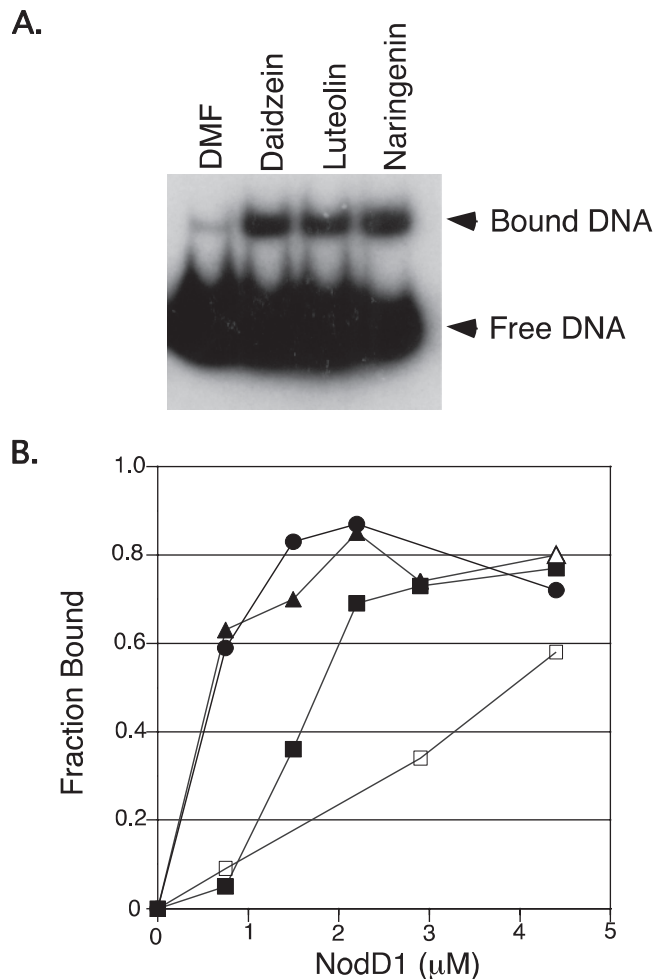 A.
DMF
Daidzein
Luteolin
Naringenin
Bound DNA
Free DNA
B.
1.0
0.8
0.6
0.4
0.2
0
0
1
2
3
4
5
Fraction Bound
NodD1 (μM)